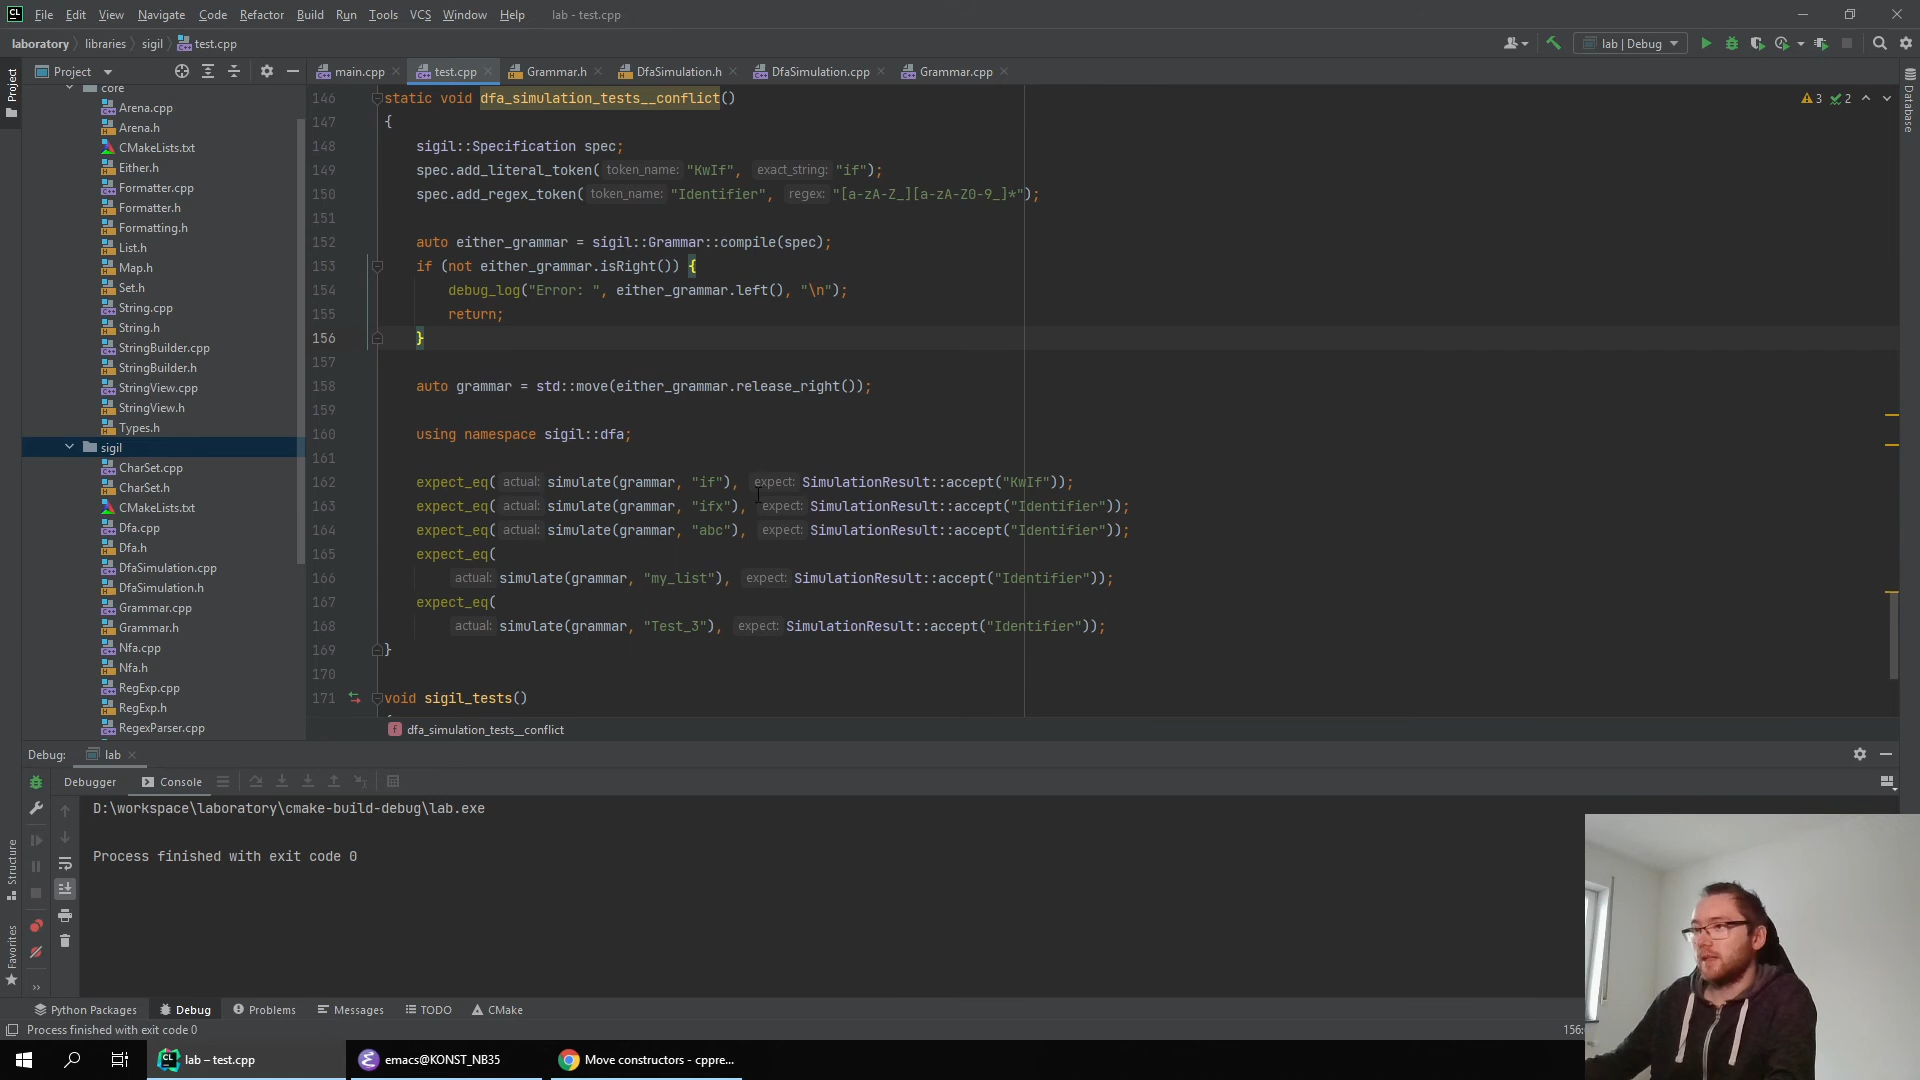 CL File Edit View Navigate Code Refactor Build Run Tools VCS Window Help lab - test.cpp
laboratory libraries sigil test.cpp lab | Debug
Project main.cpp test.cpp Grammar.h DfaSimulation.h DfaSimulation.cpp Grammar.cpp
Project
Structure
Favorites
Database
core
Arena.cpp
Arena.h
CMakeLists.txt
Either.h
Formatter.cpp
Formatter.h
Formatting.h
List.h
Map.h
Set.h
String.cpp
String.h
StringBuilder.cpp
StringBuilder.h
StringView.cpp
StringView.h
Types.h
sigil
CharSet.cpp
CharSet.h
CMakeLists.txt
Dfa.cpp
Dfa.h
DfaSimulation.cpp
DfaSimulation.h
Grammar.cpp
Grammar.h
Nfa.cpp
Nfa.h
RegExp.cpp
RegExp.h
RegexParser.cpp
3 2
146 static void dfa_simulation_tests__conflict()
147 {
148 sigil::Specification spec;
149 spec.add_literal_token( token_name: "KwIf", exact_string: "if");
150 spec.add_regex_token( token_name: "Identifier", regex: "[a-zA-Z_][a-zA-Z0-9_]*");
151
152 auto either_grammar = sigil::Grammar::compile(spec);
153 if (not either_grammar.isRight()) {
154 debug_log("Error: ", either_grammar.left(), "\n");
155 return;
156 }
157
158 auto grammar = std::move(either_grammar.release_right());
159
160 using namespace sigil::dfa;
161
162 expect_eq( actual: simulate(grammar, "if"), expect: SimulationResult::accept("KwIf"));
163 expect_eq( actual: simulate(grammar, "ifx"), expect: SimulationResult::accept("Identifier"));
164 expect_eq( actual: simulate(grammar, "abc"), expect: SimulationResult::accept("Identifier"));
165 expect_eq(
166 actual: simulate(grammar, "my_list"), expect: SimulationResult::accept("Identifier"));
167 expect_eq(
168 actual: simulate(grammar, "Test_3"), expect: SimulationResult::accept("Identifier"));
169 }
170
171 void sigil_tests()
f dfa_simulation_tests__conflict
Debug: lab
Debugger Console
D:\workspace\laboratory\cmake-build-debug\lab.exe
Process finished with exit code 0
Python Packages Debug Problems Messages TODO CMake
Process finished with exit code 0 156:
CL lab – test.cpp emacs@KONST_NB35 Move constructors - cppre...